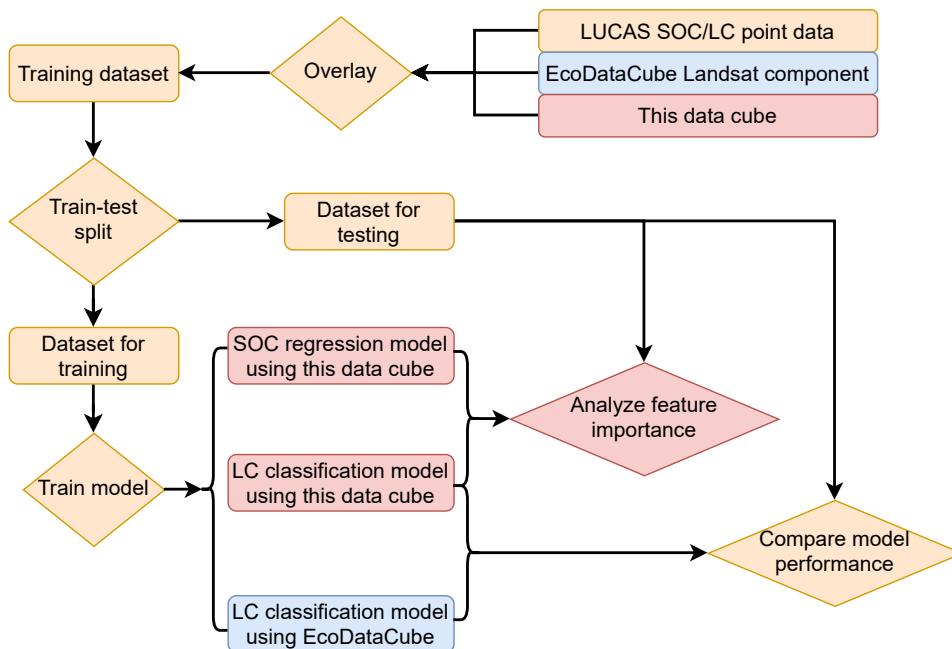 LUCAS SOC/LC point data
Training dataset
Overlay
EcoDataCube Landsat component
This data cube
Train-test
split
Dataset for
testing
Dataset for
training
SOC regression model
using this data cube
Analyze feature
importance
Train model
LC classification model
using this data cube
Compare model
performance
LC classification model
using EcoDataCube